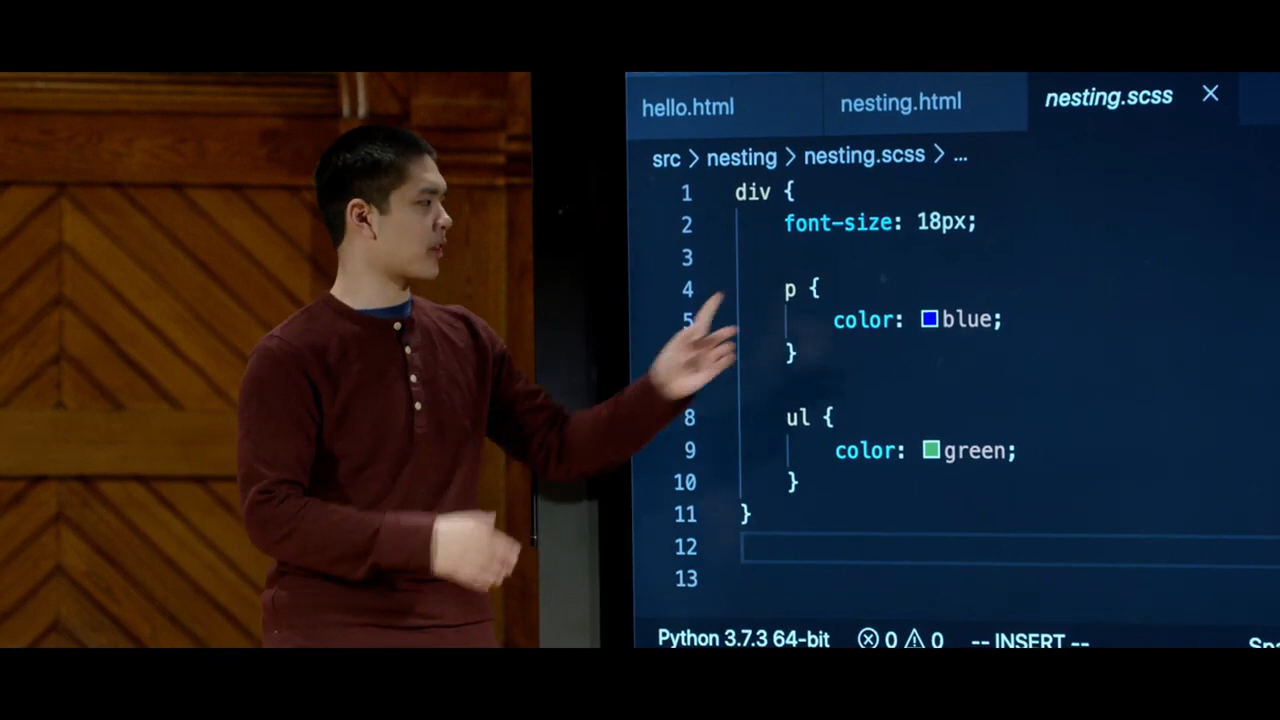 hello.html nesting.html nesting.scss ×
src > nesting > nesting.scss > ...
1 div {
2 font-size: 18px;
3
4 p {
5 color: blue;
}
8 ul {
9 color: green;
10 }
11 }
12
13
Python 3.7.3 64-bit 0 0 -- INSERT --